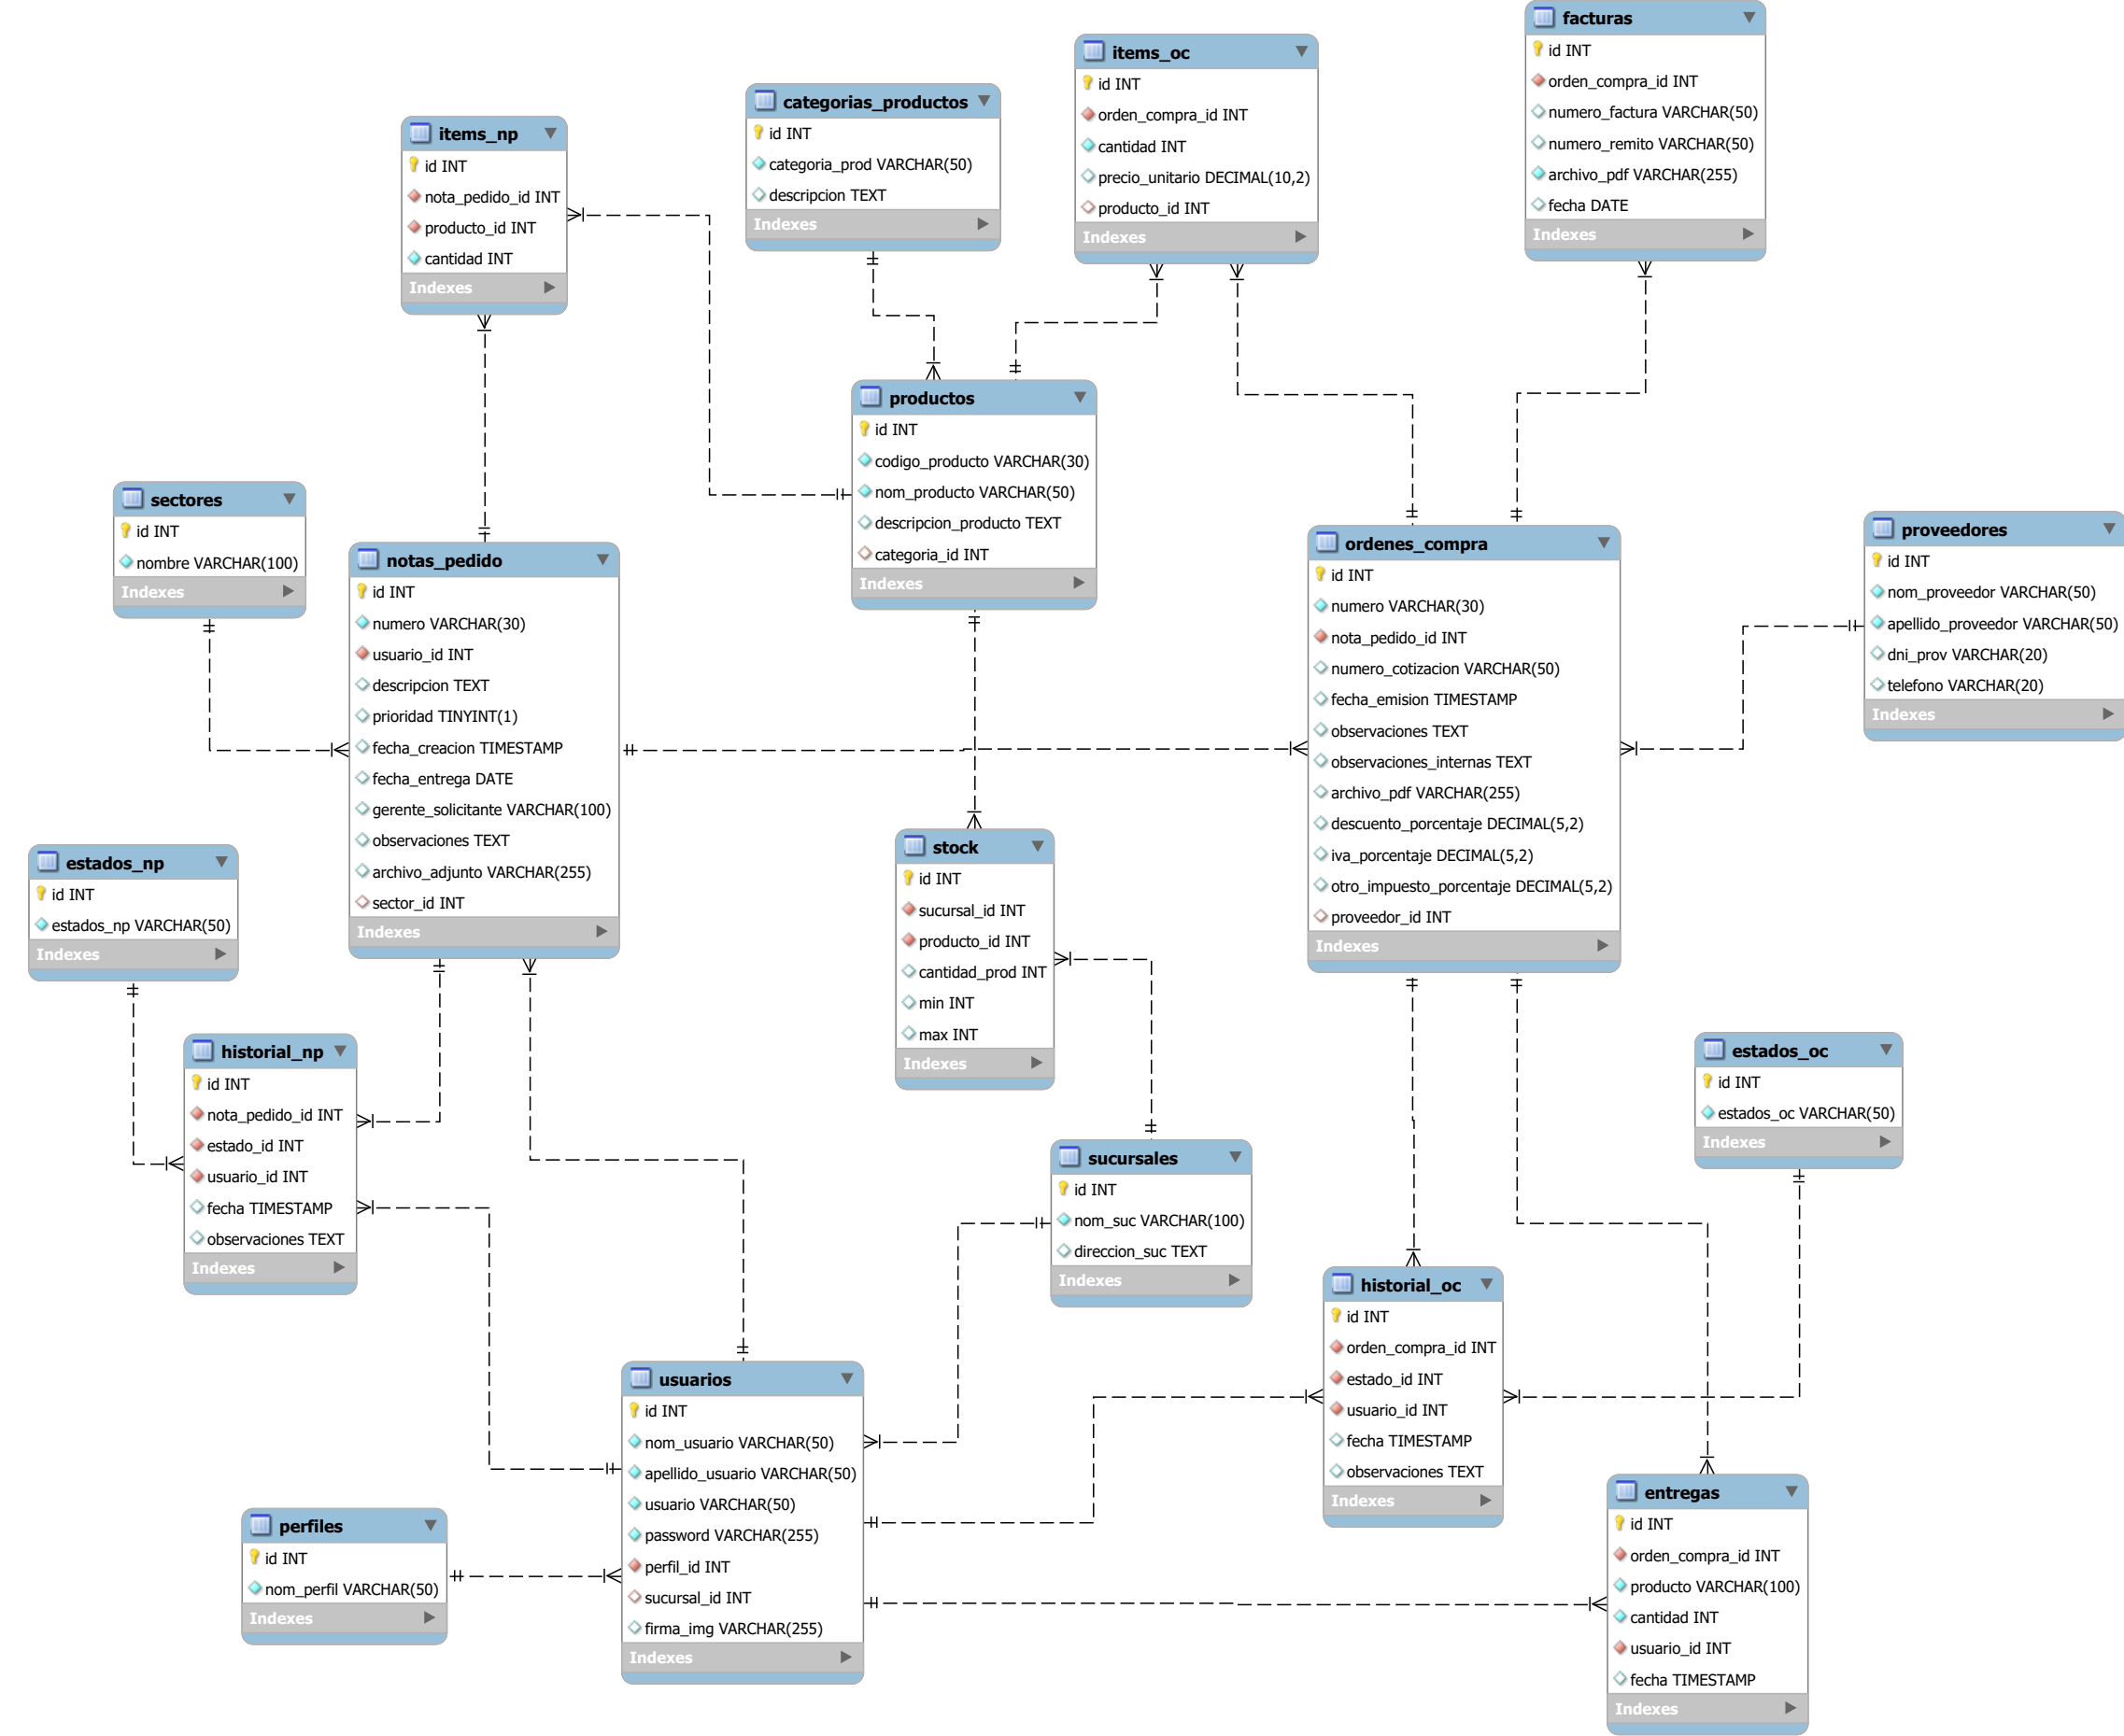 facturas
id INT
orden_compra_id INT
numero_factura VARCHAR(50)
numero_remito VARCHAR(50)
archivo_pdf VARCHAR(255)
fecha DATE
Indexes
items_oc
id INT
orden_compra_id INT
cantidad INT
precio_unitario DECIMAL(10,2)
producto_id INT
Indexes
categorias_productos
id INT
categoria_prod VARCHAR(50)
descripcion TEXT
Indexes
items_np
id INT
nota_pedido_id INT
producto_id INT
cantidad INT
Indexes
productos
id INT
codigo_producto VARCHAR(30)
nom_producto VARCHAR(50)
descripcion_producto TEXT
categoria_id INT
Indexes
sectores
id INT
nombre VARCHAR(100)
Indexes
notas_pedido
id INT
numero VARCHAR(30)
usuario_id INT
descripcion TEXT
prioridad TINYINT(1)
fecha_creacion TIMESTAMP
fecha_entrega DATE
gerente_solicitante VARCHAR(100)
observaciones TEXT
archivo_adjunto VARCHAR(255)
sector_id INT
Indexes
ordenes_compra
id INT
numero VARCHAR(30)
nota_pedido_id INT
numero_cotizacion VARCHAR(50)
fecha_emision TIMESTAMP
observaciones TEXT
observaciones_internas TEXT
archivo_pdf VARCHAR(255)
descuento_porcentaje DECIMAL(5,2)
iva_porcentaje DECIMAL(5,2)
otro_impuesto_porcentaje DECIMAL(5,2)
proveedor_id INT
Indexes
proveedores
id INT
nom_proveedor VARCHAR(50)
apellido_proveedor VARCHAR(50)
dni_prov VARCHAR(20)
telefono VARCHAR(20)
Indexes
estados_np
id INT
estados_np VARCHAR(50)
Indexes
stock
id INT
sucursal_id INT
producto_id INT
cantidad_prod INT
min INT
max INT
Indexes
historial_np
id INT
nota_pedido_id INT
estado_id INT
usuario_id INT
fecha TIMESTAMP
observaciones TEXT
Indexes
estados_oc
id INT
estados_oc VARCHAR(50)
Indexes
sucursales
id INT
nom_suc VARCHAR(100)
direccion_suc TEXT
Indexes
historial_oc
id INT
orden_compra_id INT
estado_id INT
usuario_id INT
fecha TIMESTAMP
observaciones TEXT
Indexes
usuarios
id INT
nom_usuario VARCHAR(50)
apellido_usuario VARCHAR(50)
usuario VARCHAR(50)
password VARCHAR(255)
perfil_id INT
sucursal_id INT
firma_img VARCHAR(255)
Indexes
perfiles
id INT
nom_perfil VARCHAR(50)
Indexes
entregas
id INT
orden_compra_id INT
producto VARCHAR(100)
cantidad INT
usuario_id INT
fecha TIMESTAMP
Indexes